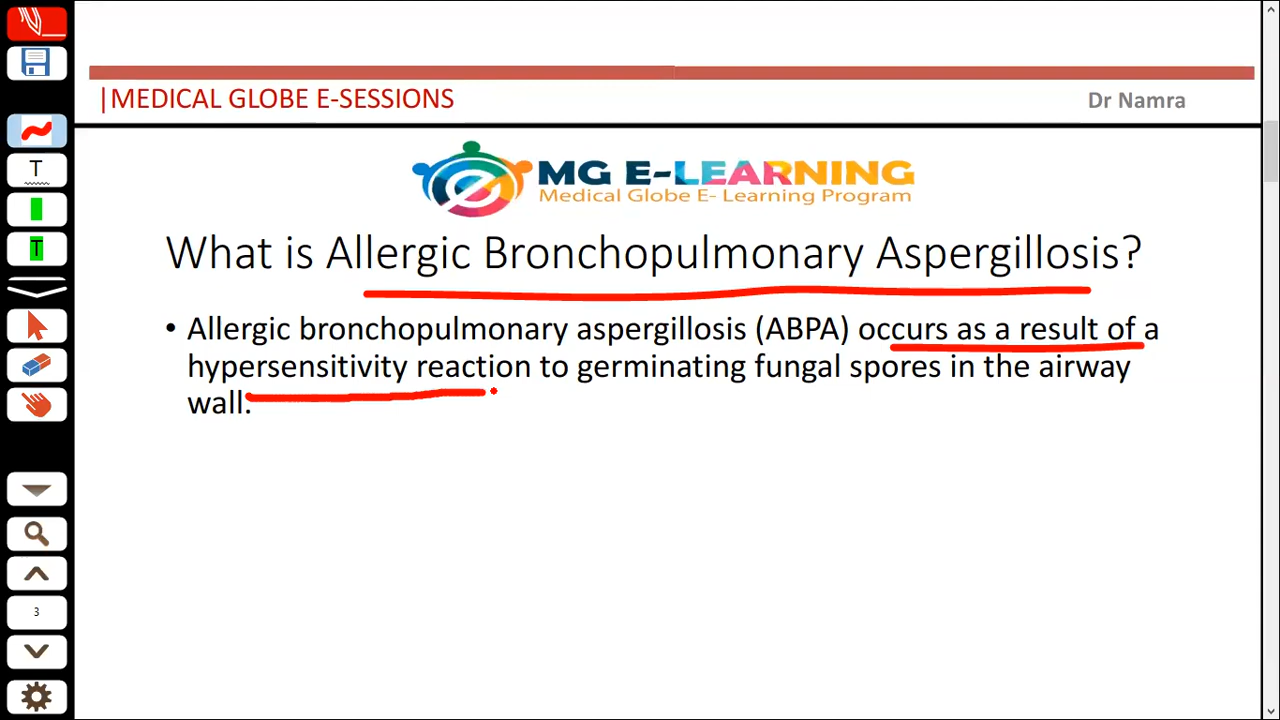 |MEDICAL GLOBE E-SESSIONS
Dr Namra
MG E-LEARNING
Medical Globe E- Learning Program
What is Allergic Bronchopulmonary Aspergillosis?
• Allergic bronchopulmonary aspergillosis (ABPA) occurs as a result of a
hypersensitivity reaction to germinating fungal spores in the airway
wall.
T
T
3